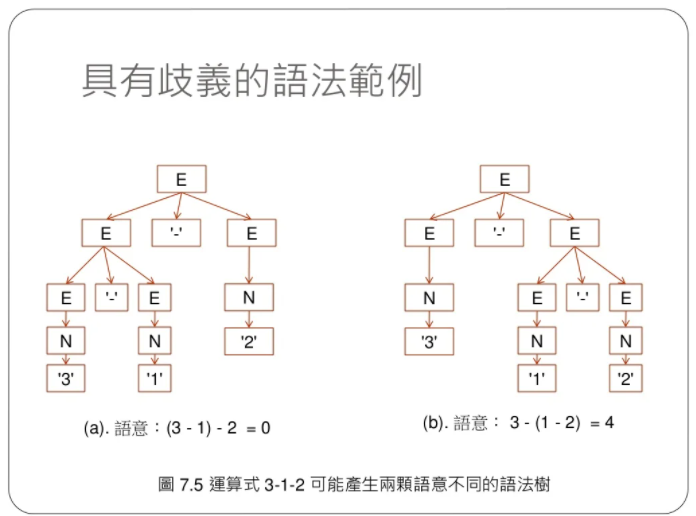 具有歧義的語法範例
E
E '-' E
E '-' E N
N N '2'
'3' '1'
(a). 語意：(3 - 1) - 2 = 0
E
E '-' E
N E '-' E
'3' N N
'1' '2'
(b). 語意： 3 - (1 - 2) = 4
圖 7.5 運算式 3-1-2 可能產生兩顆語意不同的語法樹